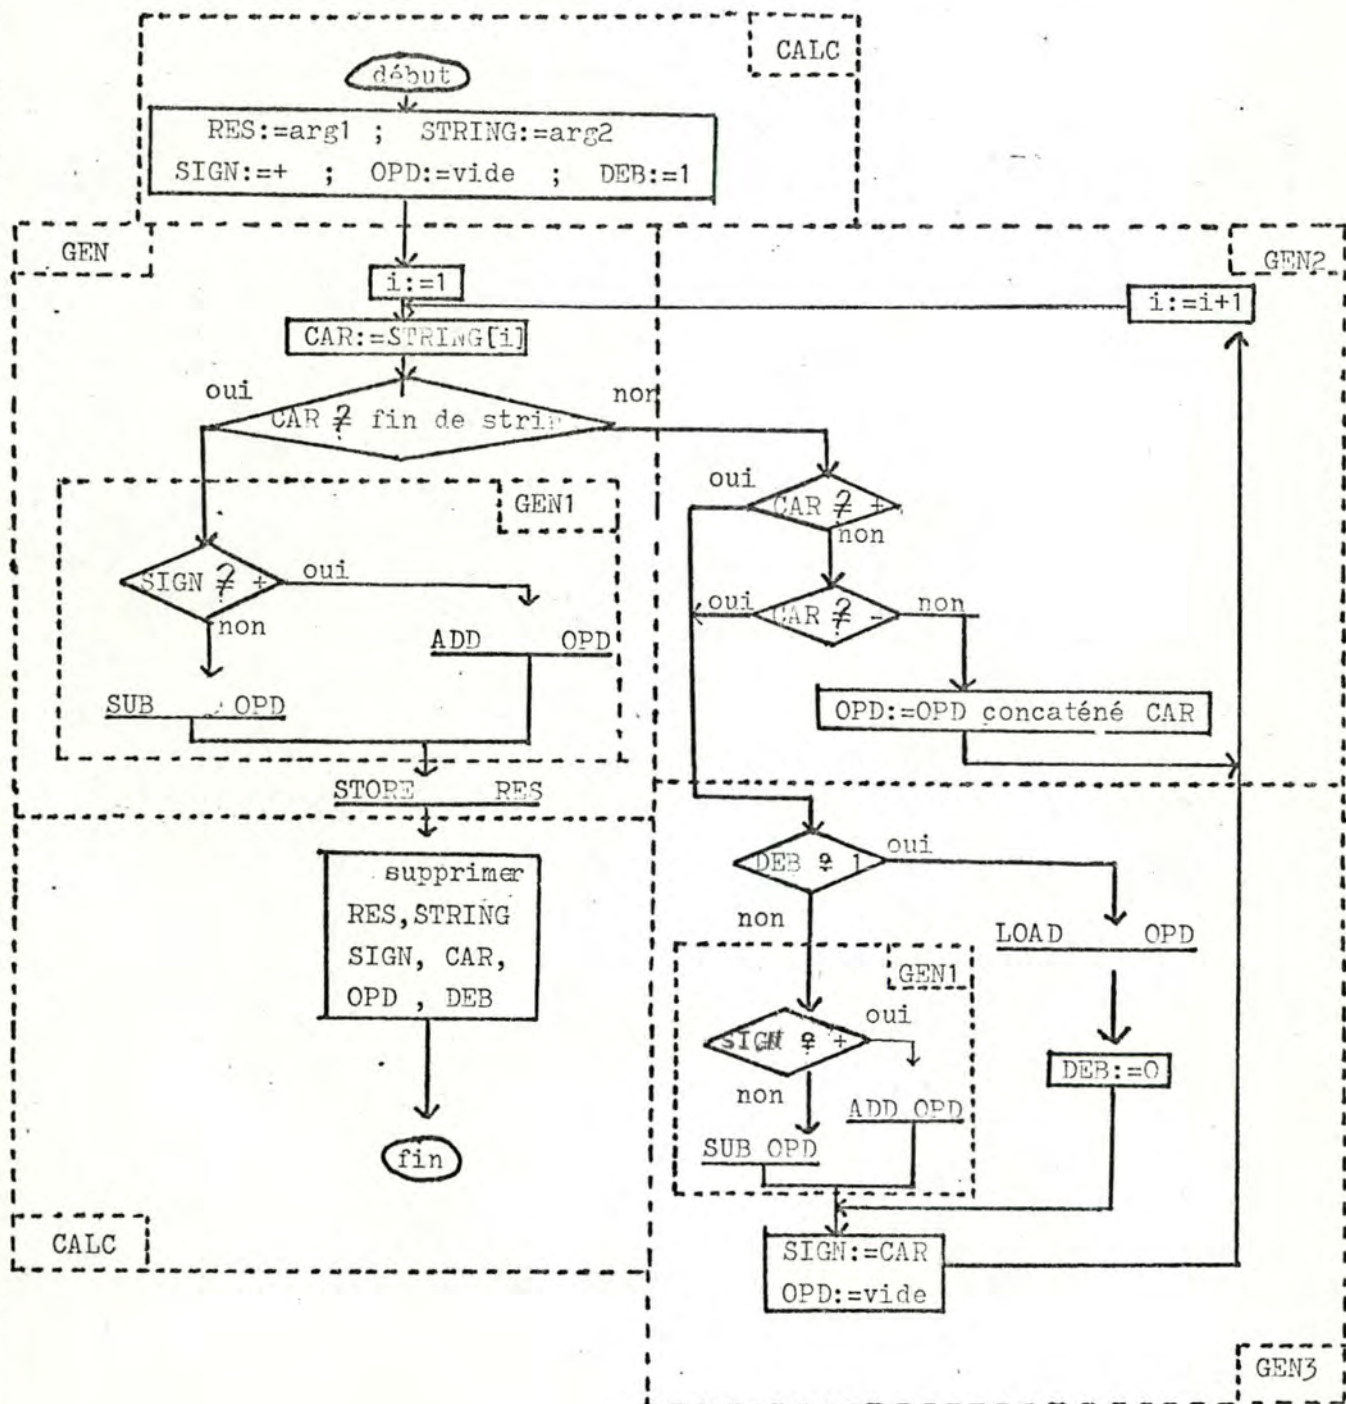 CALC
début
RES:=arg1 ; STRING:=arg2
SIGN:=+ ; OPD:=vide ; DEB:=1
GEN
GEN2
i:=1
i:=i+1
CAR:=STRING[i]
oui
non
CAR ≟ fin de strin
oui
CAR ≟ +
non
GEN1
SIGN ≟ +
oui
non
oui
CAR ≟ -
non
ADD OPD
SUB OPD
OPD:=OPD concaténé CAR
STORE RES
supprimer
RES,STRING
SIGN, CAR,
OPD , DEB
fin
CALC
DEB ≟ 1
oui
non
LOAD OPD
GEN1
SIGN ≟ +
oui
non
DEB:=0
ADD OPD
SUB OPD
SIGN:=CAR
OPD:=vide
GEN3